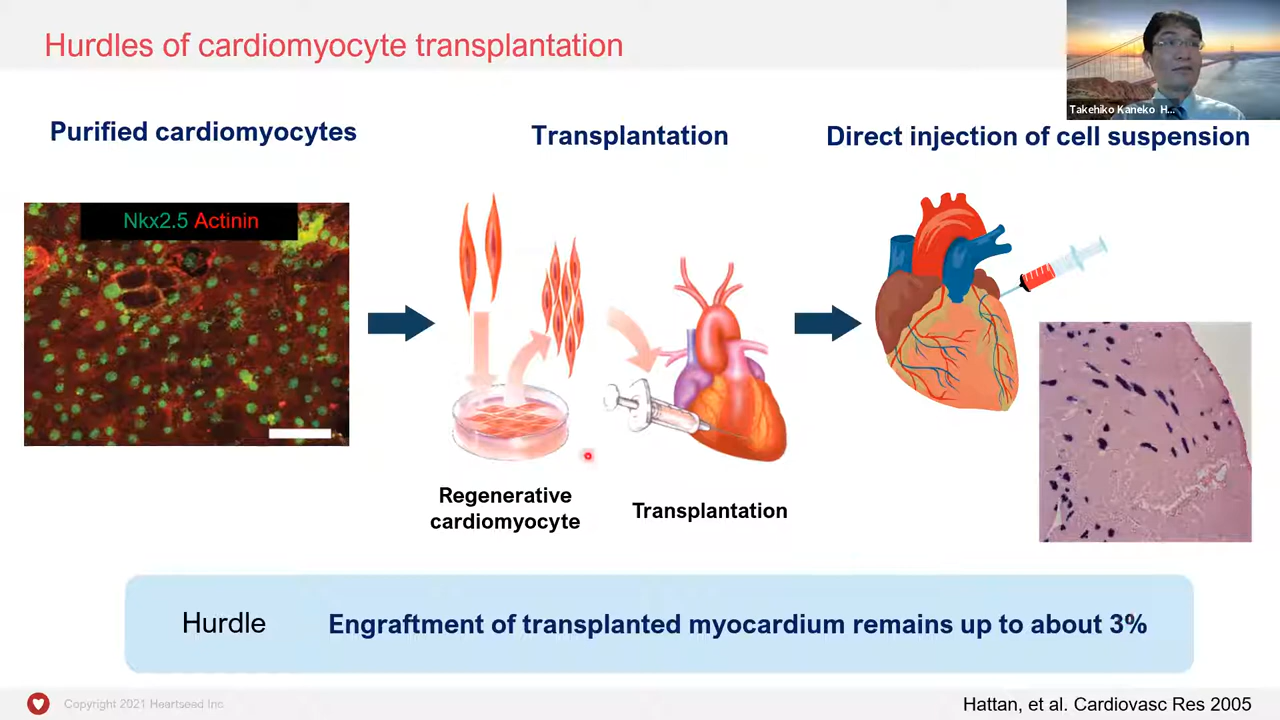 Hurdles of cardiomyocyte transplantation
Takehiko Kaneko H...
Purified cardiomyocytes
Transplantation
Direct injection of cell suspension
Nkx2.5 Actinin
Regenerative
cardiomyocyte
Transplantation
Hurdle Engraftment of transplanted myocardium remains up to about 3%
Copyright 2021 Heartseed Inc
Hattan, et al. Cardiovasc Res 2005